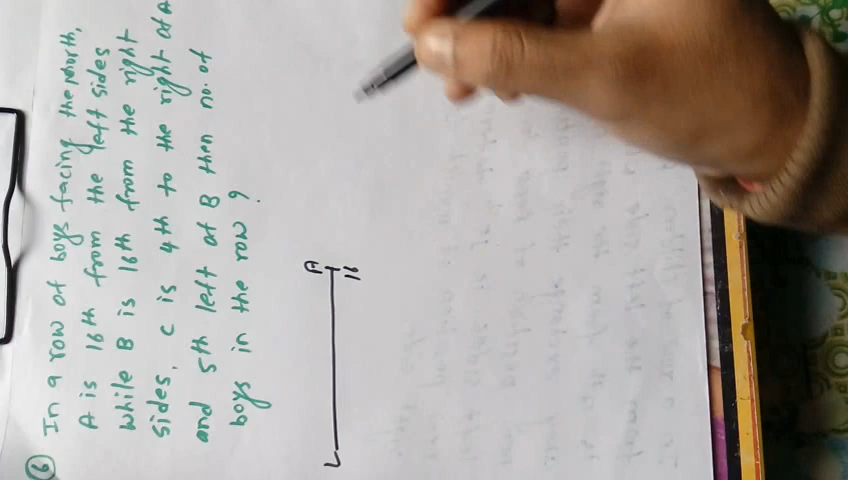 6 In a row of boys facing the North,
A is 16th from the left sides
while B is 16th from the right
sides, C is 4th to the right of A
and 5th left of B then no. of
boys in the row ?
L A
16